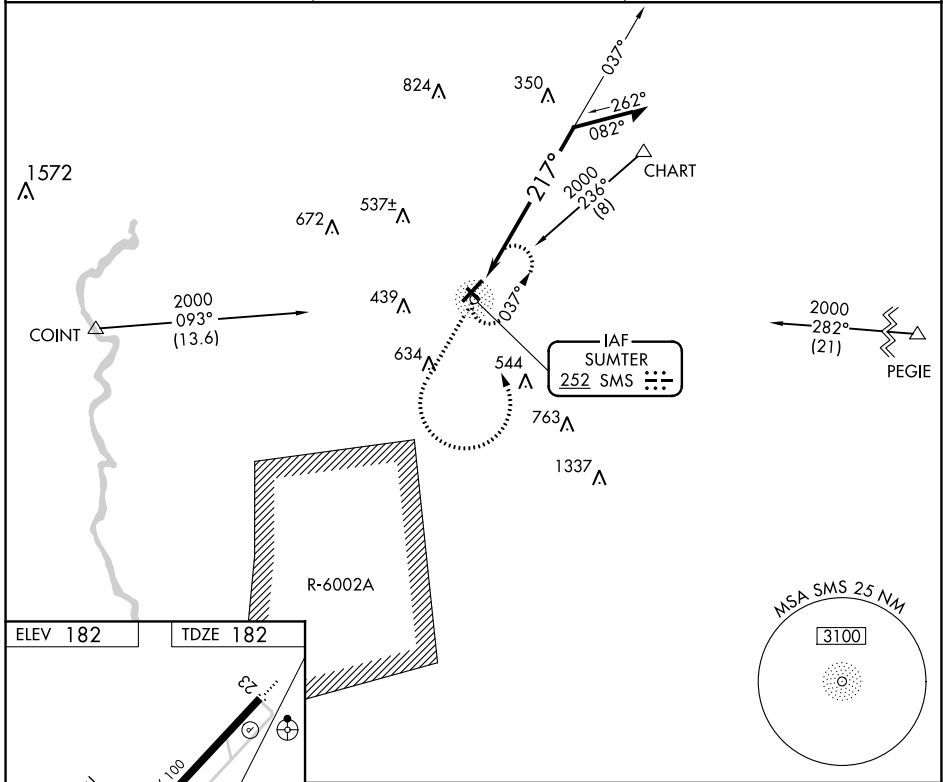 037°
824
350
262°
082°
217°
CHART
2000
236°
(8)
1572
537±
672
2000
093°
(13.6)
COINT
439
037°
2000
282°
(21)
PEGIE
634
544
IAF
SUMTER
252 SMS
763
1337
R-6002A
MSA SMS 25 NM
3100
ELEV 182
TDZE 182
23
100